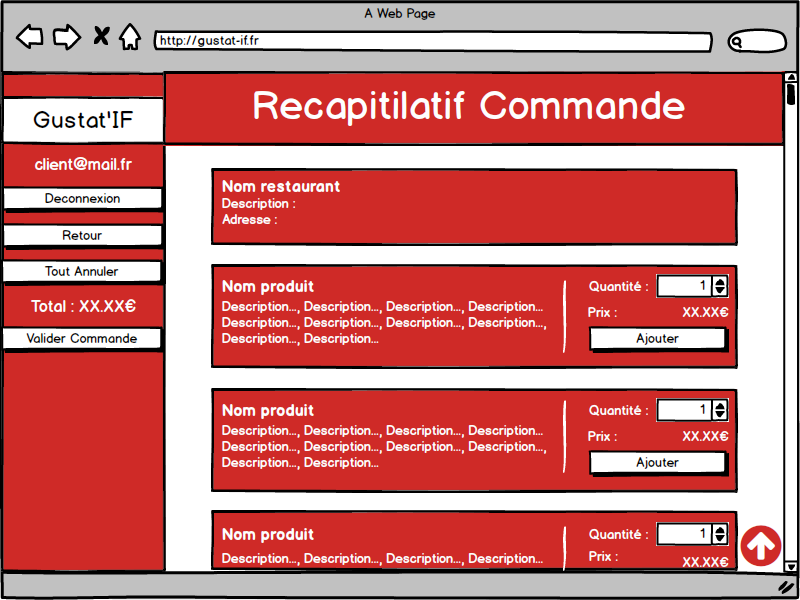 A Web Page
http://gustat-if.fr
Gustat'IF
client@mail.fr
Deconnexion
Retour
Tout Annuler
Total : XX.XX€
Valider Commande
Recapitilatif Commande
Nom restaurant
Description :
Adresse :
Nom produit
Description..., Description..., Description..., Description...
Description..., Description..., Description..., Description...,
Description..., Description...
Quantité : 1
Prix : XX.XX€
Ajouter
Nom produit
Description..., Description..., Description..., Description...
Description..., Description..., Description..., Description...,
Description..., Description...
Quantité : 1
Prix : XX.XX€
Ajouter
Nom produit
Description..., Description..., Description..., Description...
Quantité : 1
Prix : XX.XX€